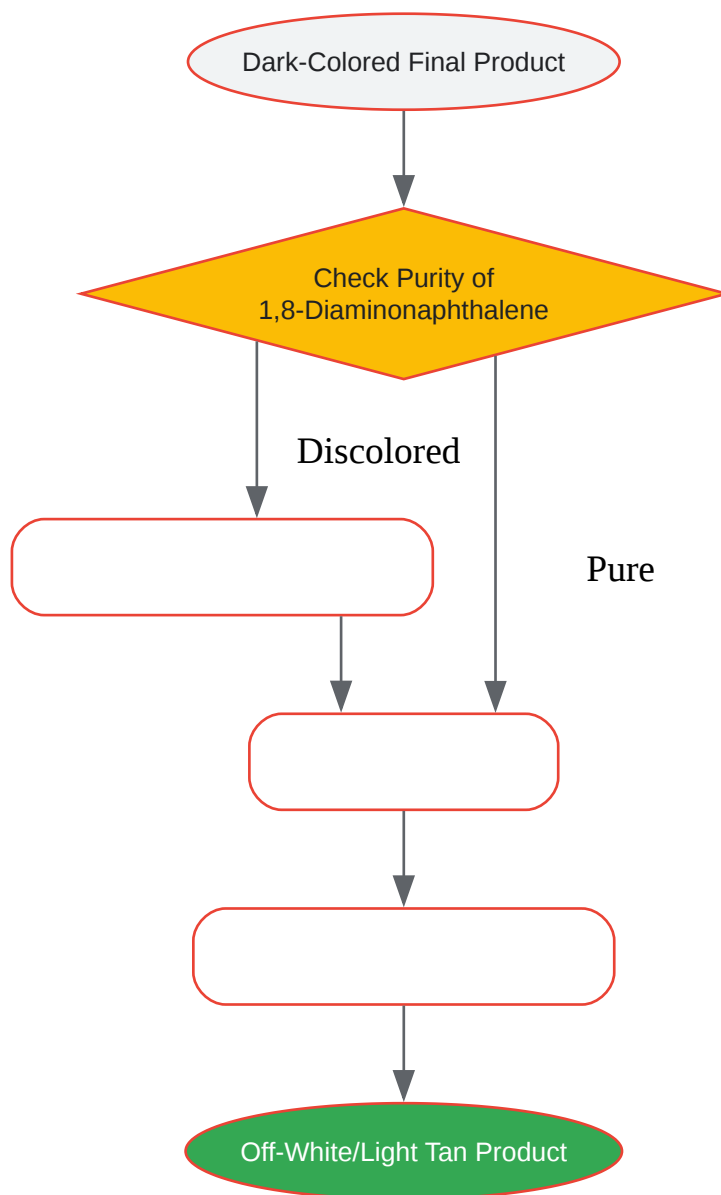 Dark-Colored Final Product
Check Purity of
1,8-Diaminonaphthalene
Discolored
Pure
Off-White/Light Tan Product